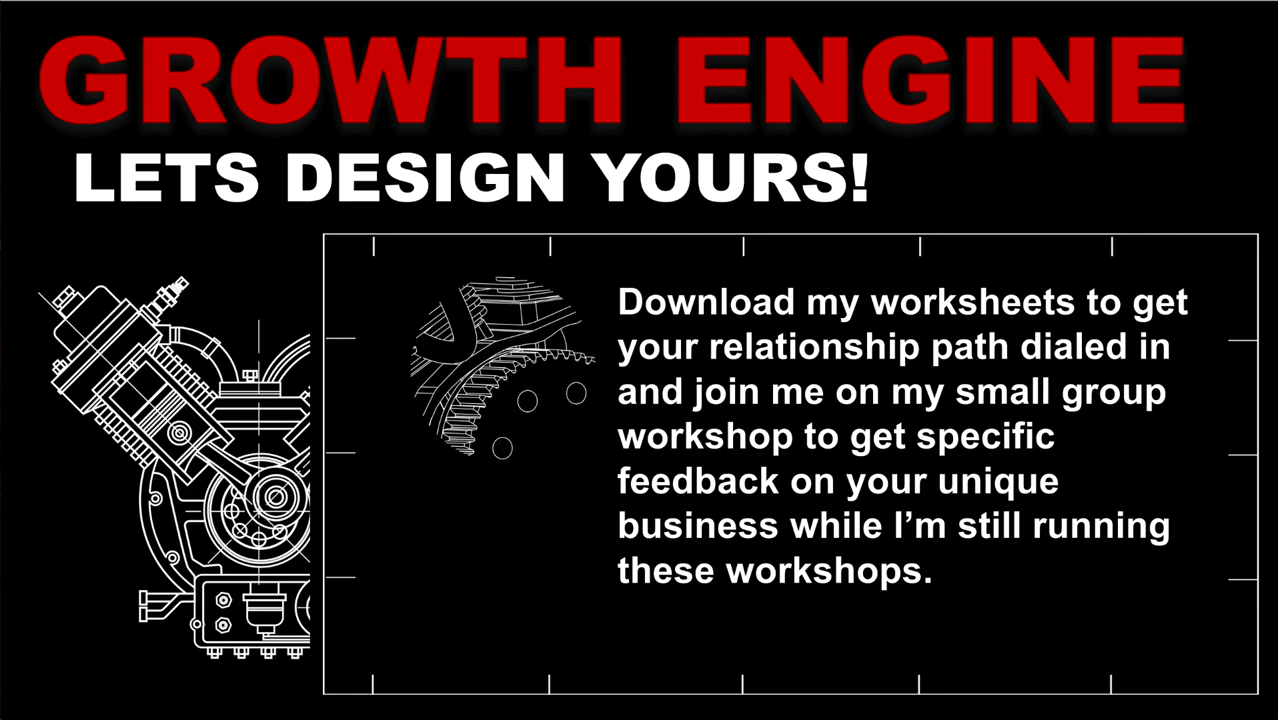 GROWTH ENGINE
LETS DESIGN YOURS!
Download my worksheets to get
your relationship path dialed in
and join me on my small group
workshop to get specific
feedback on your unique
business while I’m still running
these workshops.